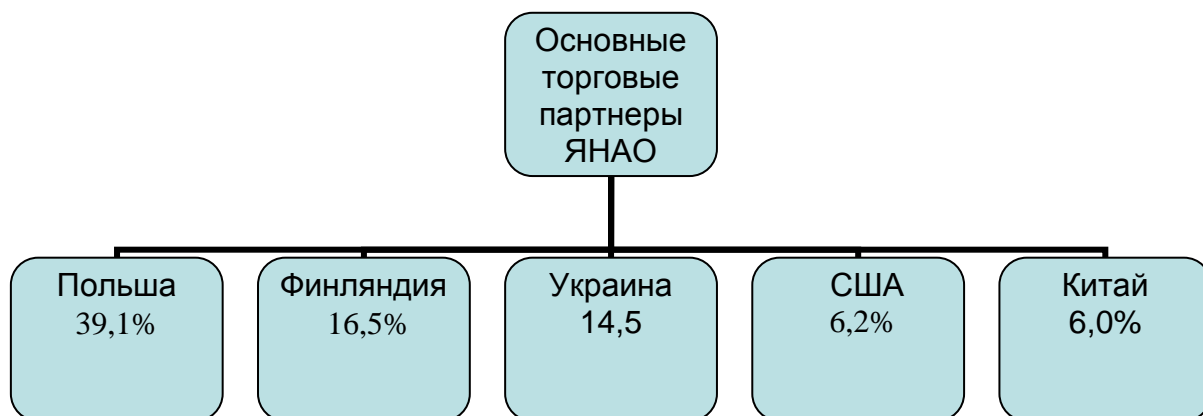 Основные
торговые
партнеры
ЯНАО
Польша
39,1%
Финляндия
16,5%
Украина
14,5
США
6,2%
Китай
6,0%